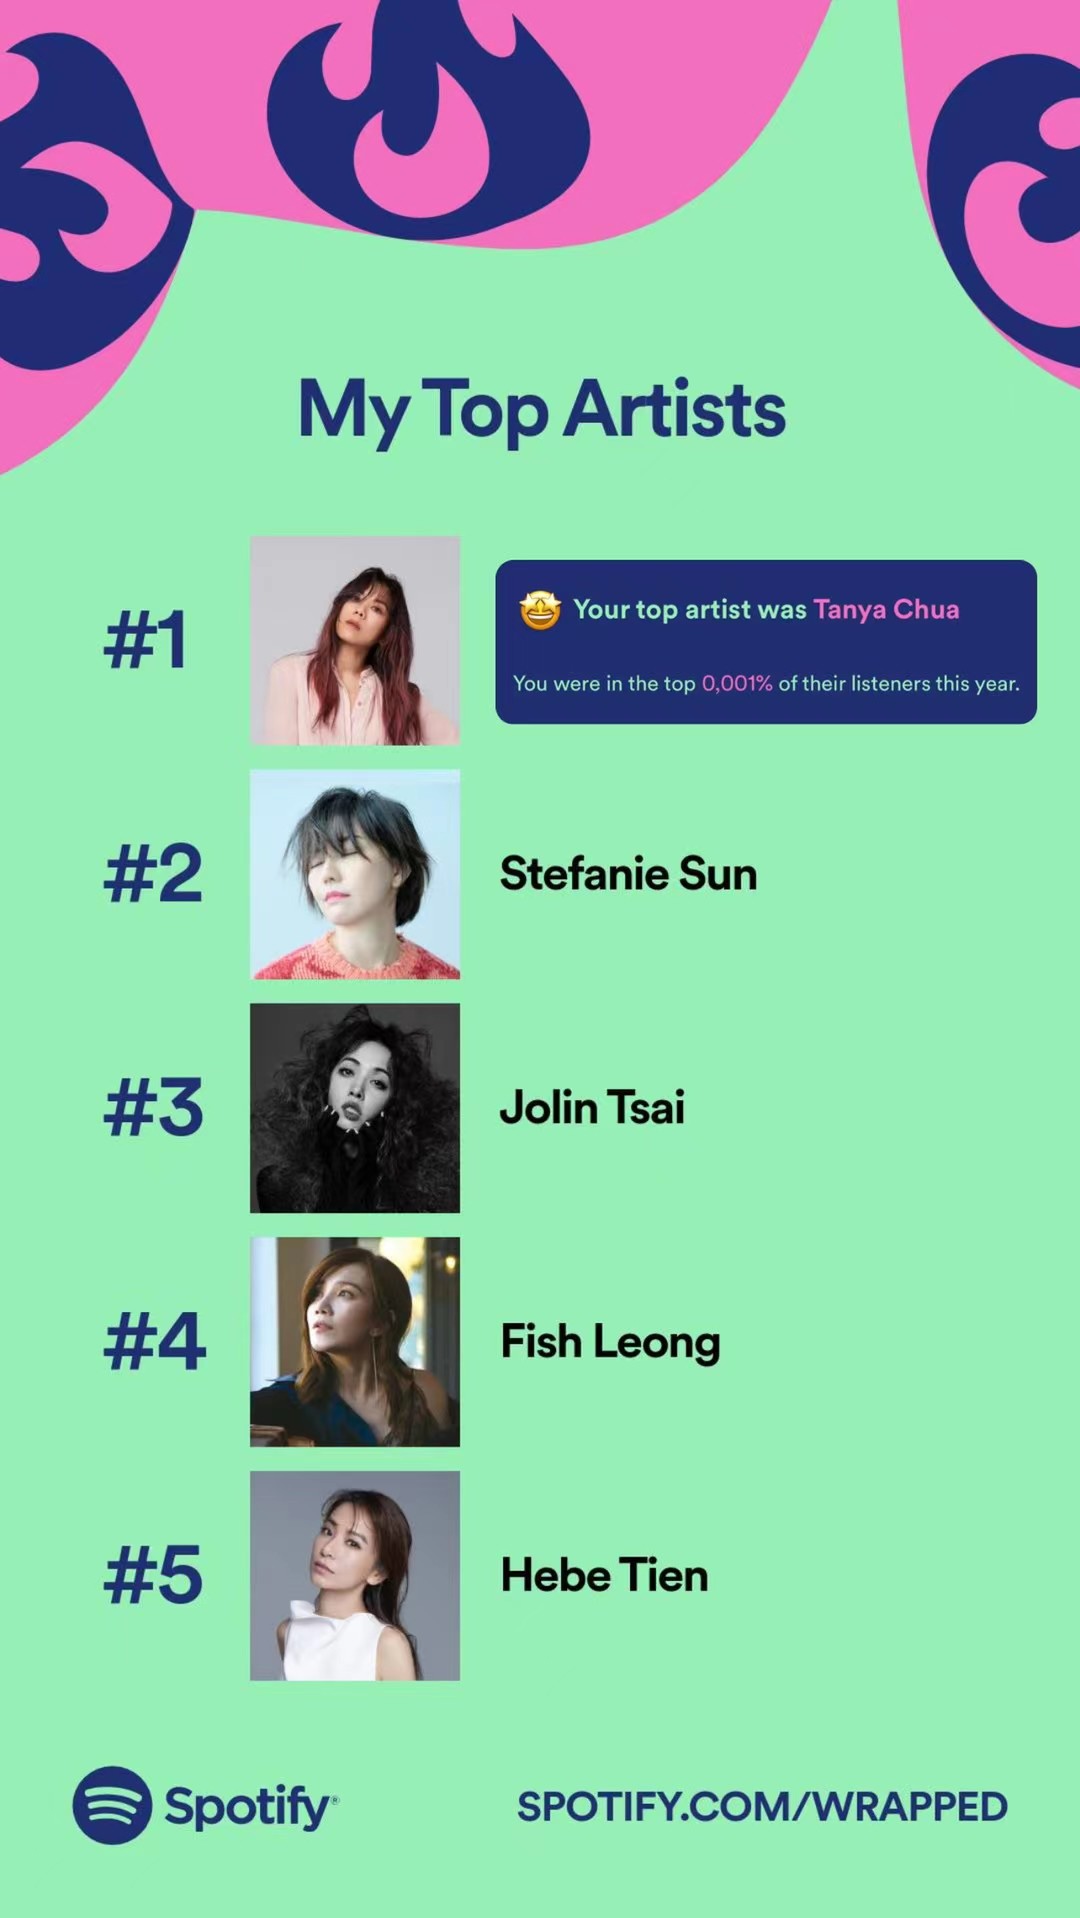 My Top Artists
#1
Your top artist was Tanya Chua
You were in the top 0,001% of their listeners this year.
#2
Stefanie Sun
#3
Jolin Tsai
#4
Fish Leong
#5
Hebe Tien
Spotify®
SPOTIFY.COM/WRAPPED